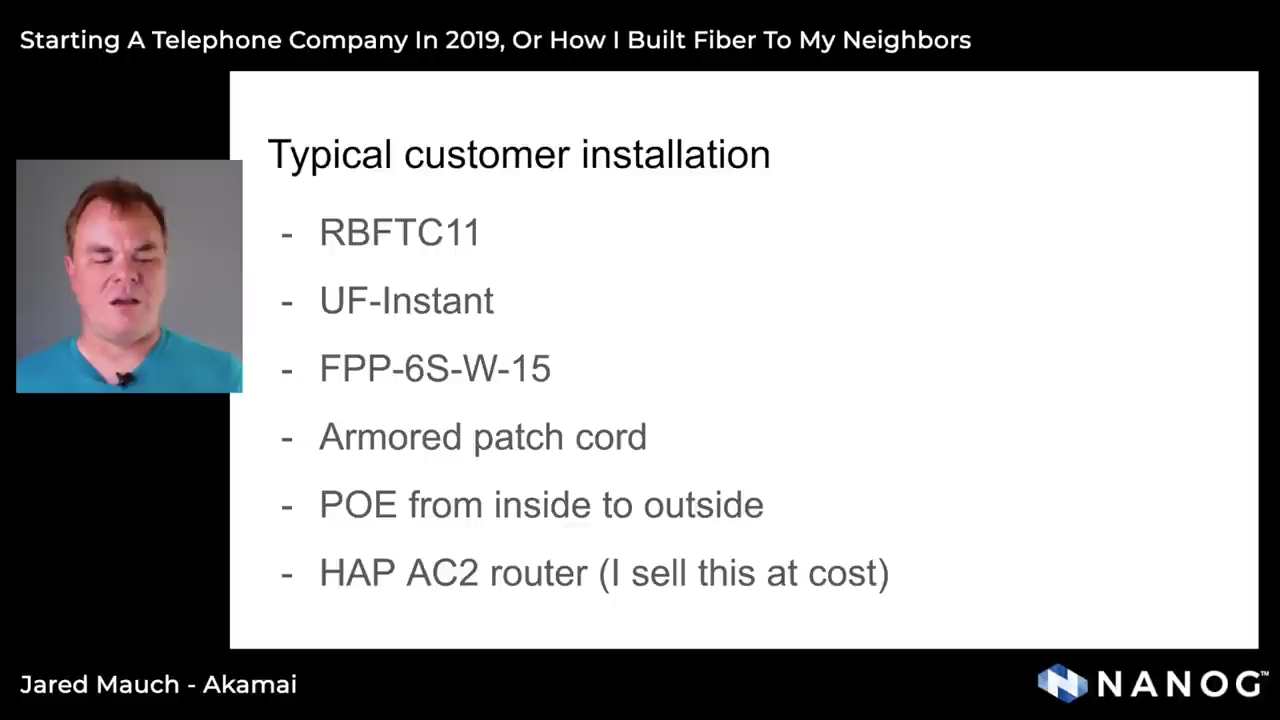 Starting A Telephone Company In 2019, Or How I Built Fiber To My Neighbors
Typical customer installation
- RBFTC11
- UF-Instant
- FPP-6S-W-15
- Armored patch cord
- POE from inside to outside
- HAP AC2 router (I sell this at cost)
Jared Mauch - Akamai
NANOG™